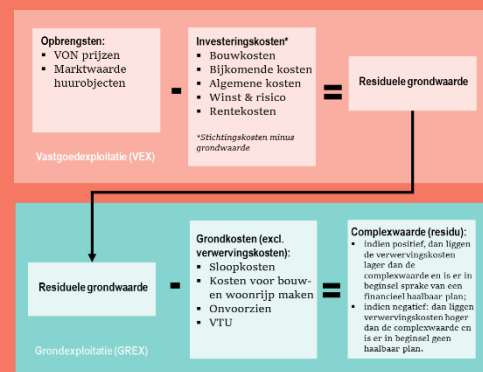 Opbrengsten:
▪ VON prijzen
▪ Marktwaarde
huurobjecten
-
Investeringskosten*
▪ Bouwkosten
▪ Bijkomende kosten
▪ Algemene kosten
▪ Winst & risico
▪ Rentekosten
*Stichtingskosten minus
grondwaarde
=
Residuele grondwaarde
Vastgoedexploitatie (VEX)
Residuele grondwaarde
-
Grondkosten (excl.
verwervingskosten):
▪ Sloopkosten
▪ Kosten voor bouw-
en woonrijp maken
▪ Onvoorzien
▪ VTU
=
Complexwaarde (residu):
▪ indien positief, dan liggen
de verwervingskosten
lager dan de
complexwaarde en is er in
beginsel sprake van een
financieel haalbaar plan;
▪ indien negatief: dan liggen
verwervingskosten hoger
dan de complexwaarde en
is er in beginsel geen
haalbaar plan.
Grondexploitatie (GREX)